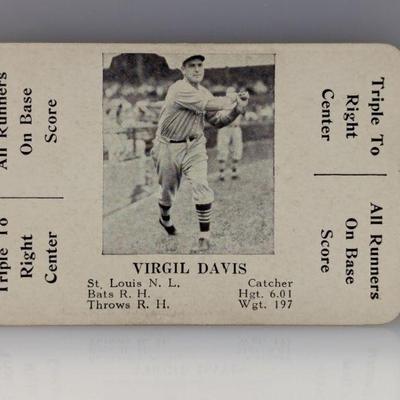 All Runners
On Base
Score
Triple To
Right
Center
Triple To
Right
Center
All Runners
On Base
Score
VIRGIL DAVIS
St. Louis N. L. Catcher
Bats R. H. Hgt. 6.01
Throws R. H. Wgt. 197